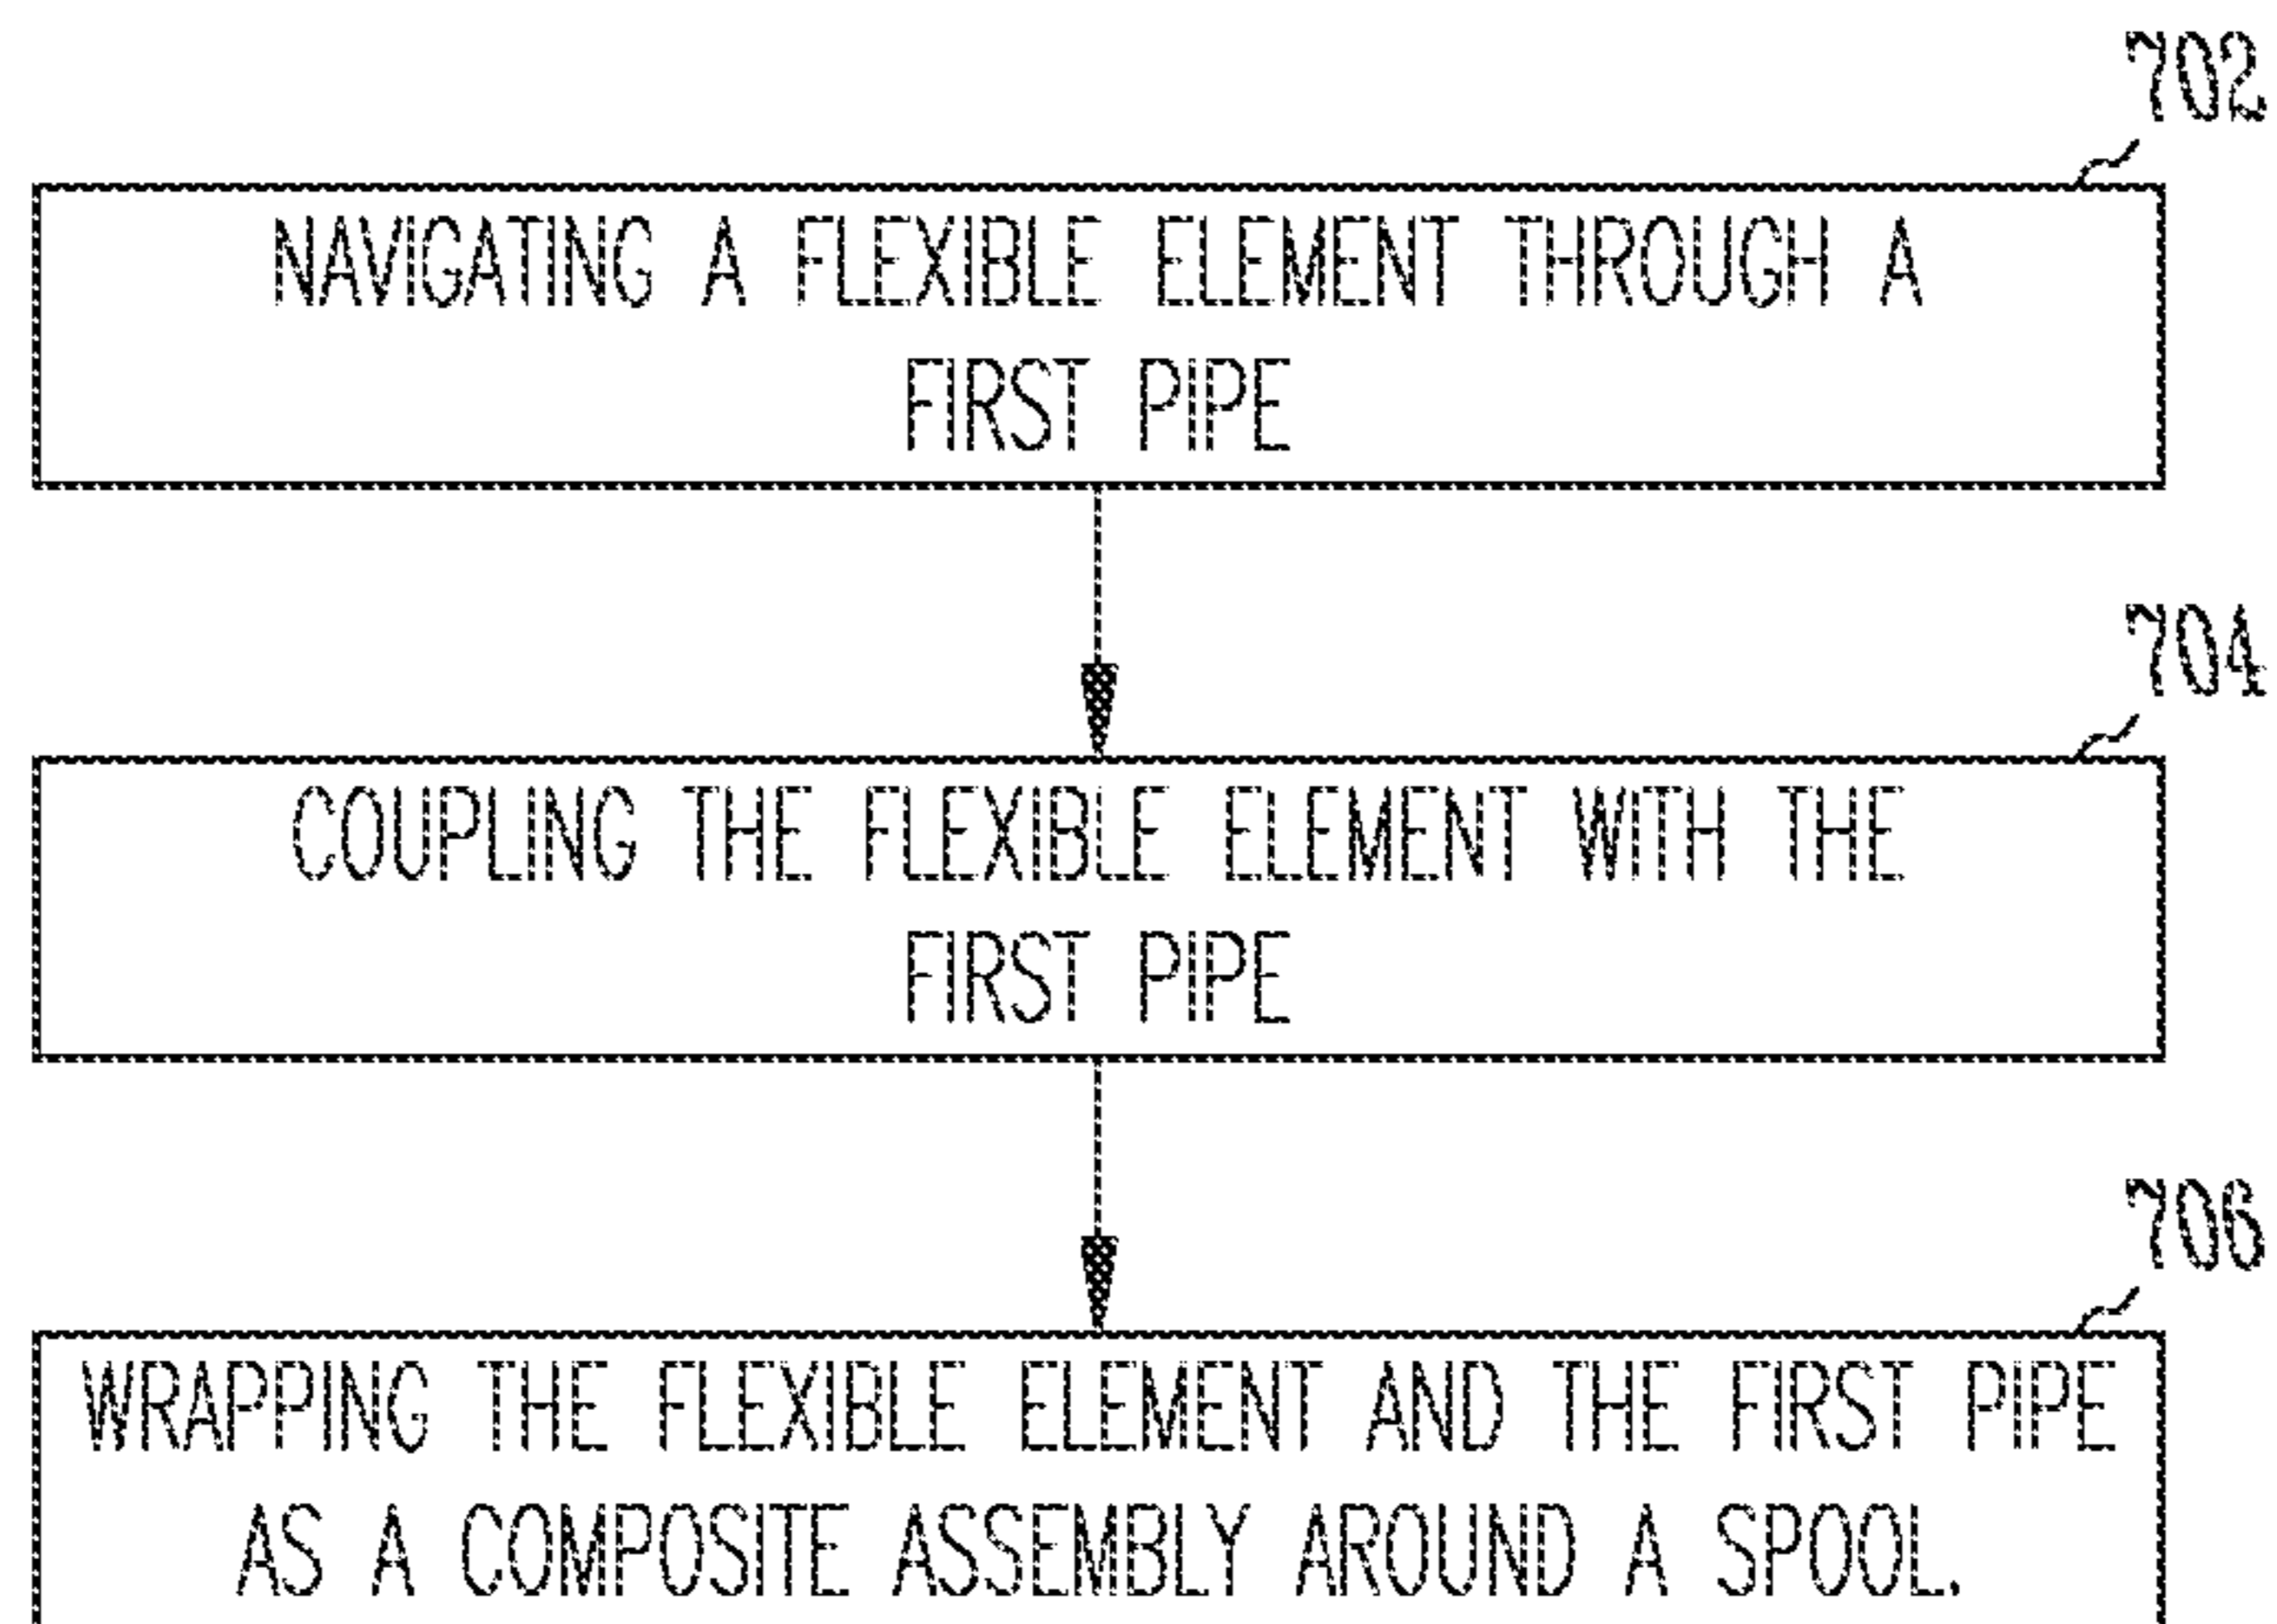 702
NAVIGATING A FLEXIBLE ELEMENT THROUGH A
FIRST PIPE
704
COUPLING THE FLEXIBLE ELEMENT WITH THE
FIRST PIPE
706
WRAPPING THE FLEXIBLE ELEMENT AND THE FIRST PIPE
AS A COMPOSITE ASSEMBLY AROUND A SPOOL.